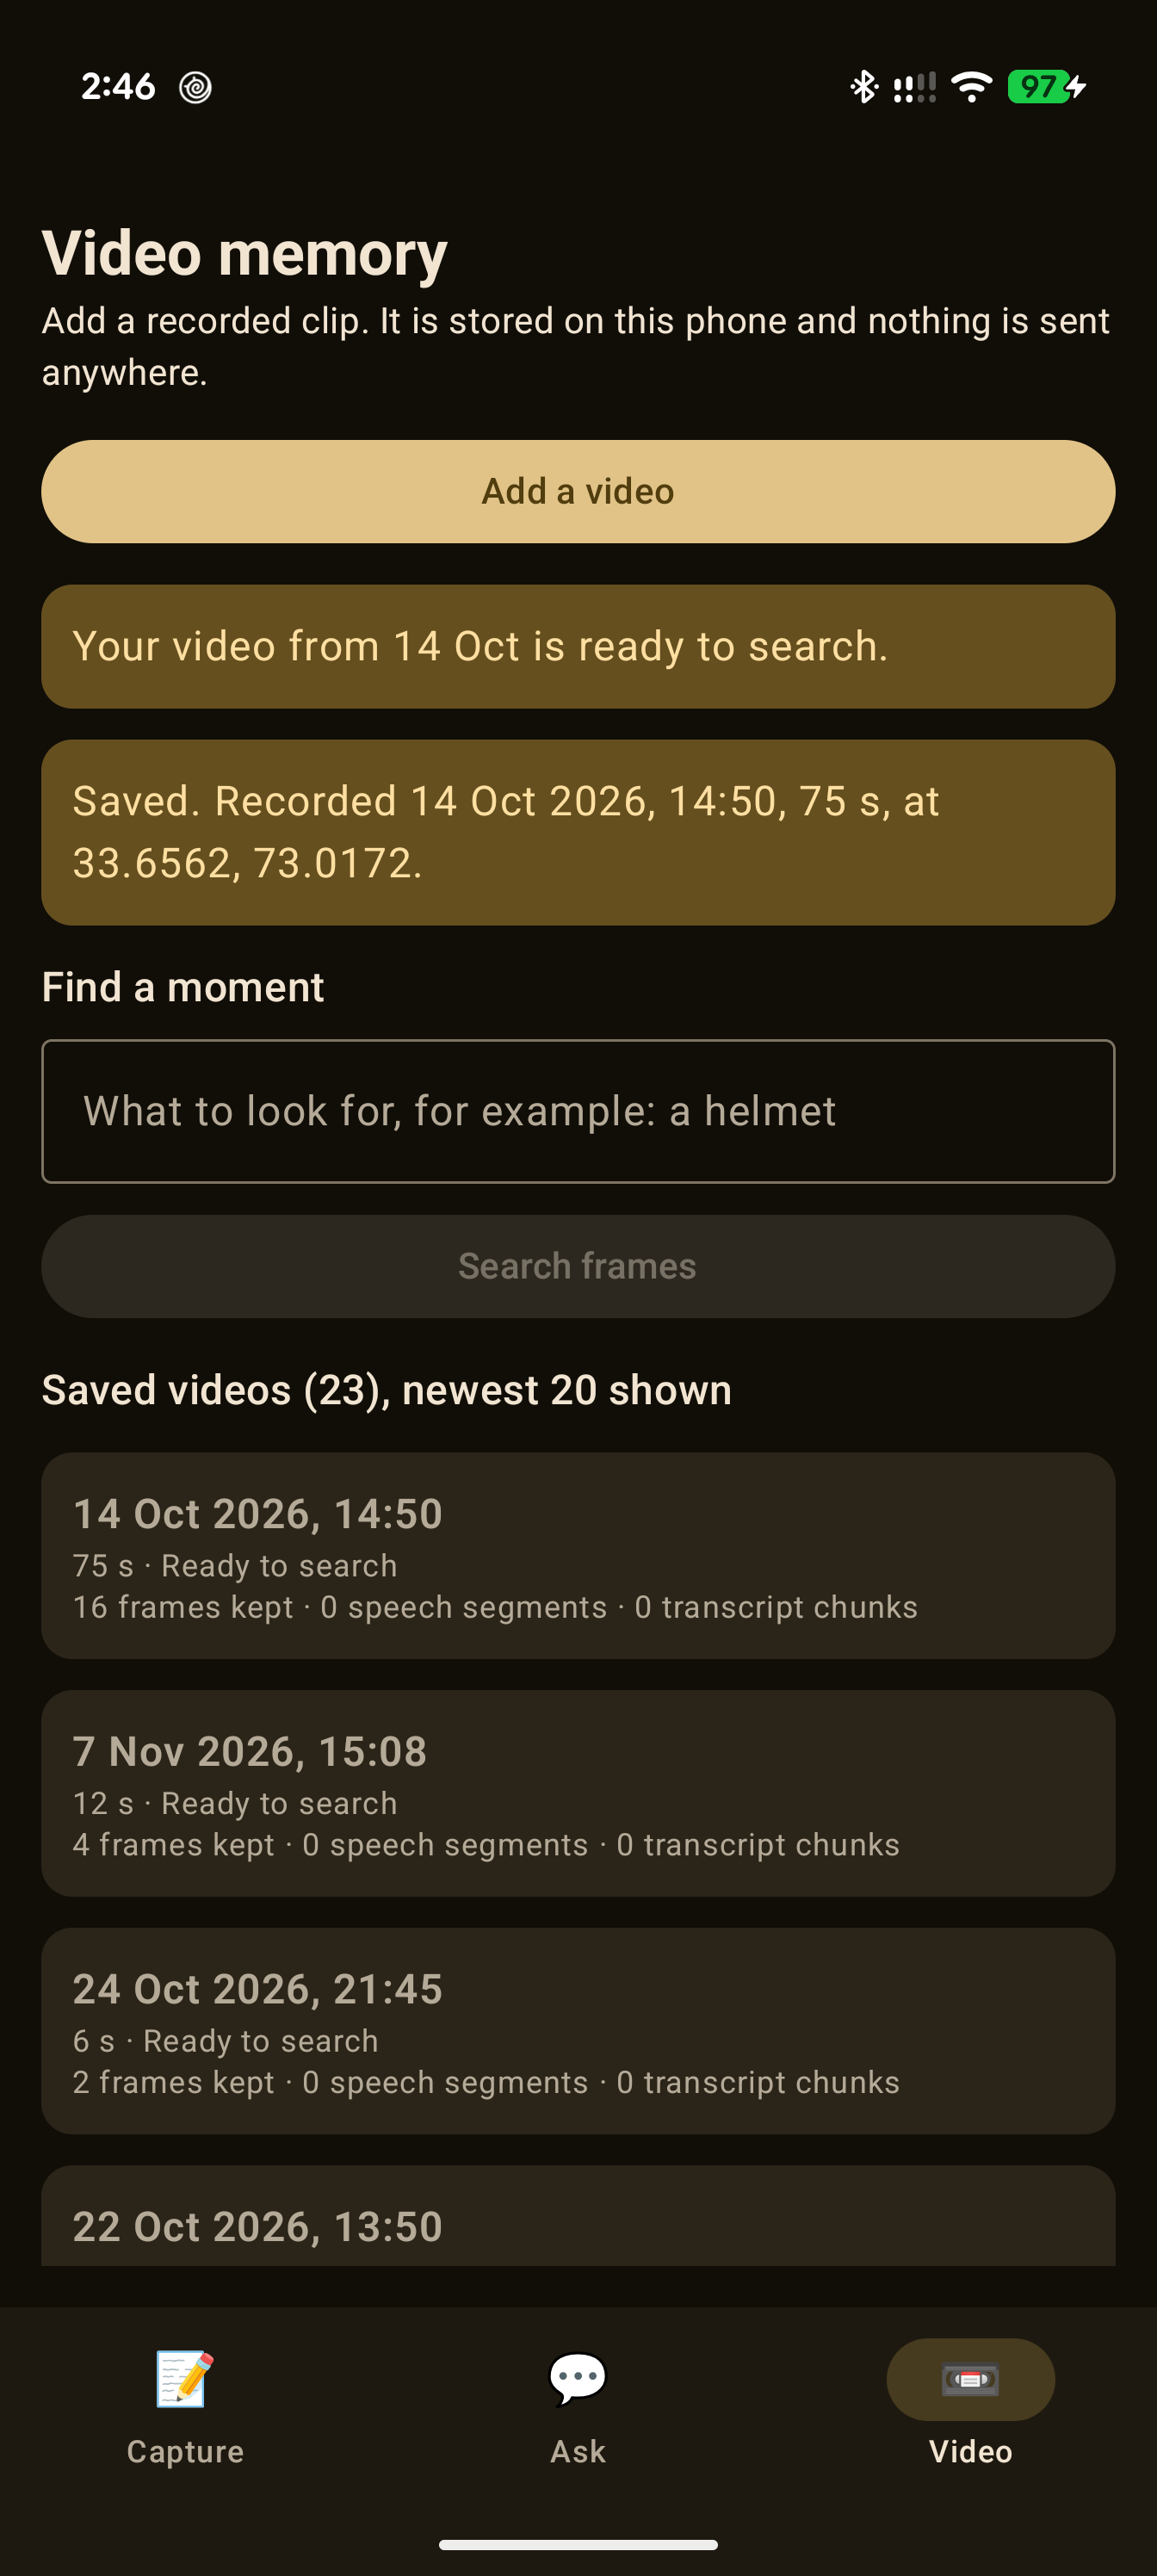 2:46
97
Video memory
Add a recorded clip. It is stored on this phone and nothing is sent
anywhere.
Add a video
Your video from 14 Oct is ready to search.
Saved. Recorded 14 Oct 2026, 14:50, 75 s, at
33.6562, 73.0172.
Find a moment
What to look for, for example: a helmet
Search frames
Saved videos (23), newest 20 shown
14 Oct 2026, 14:50
75 s · Ready to search
16 frames kept · 0 speech segments · 0 transcript chunks
7 Nov 2026, 15:08
12 s · Ready to search
4 frames kept · 0 speech segments · 0 transcript chunks
24 Oct 2026, 21:45
6 s · Ready to search
2 frames kept · 0 speech segments · 0 transcript chunks
22 Oct 2026, 13:50
Capture
Ask
Video